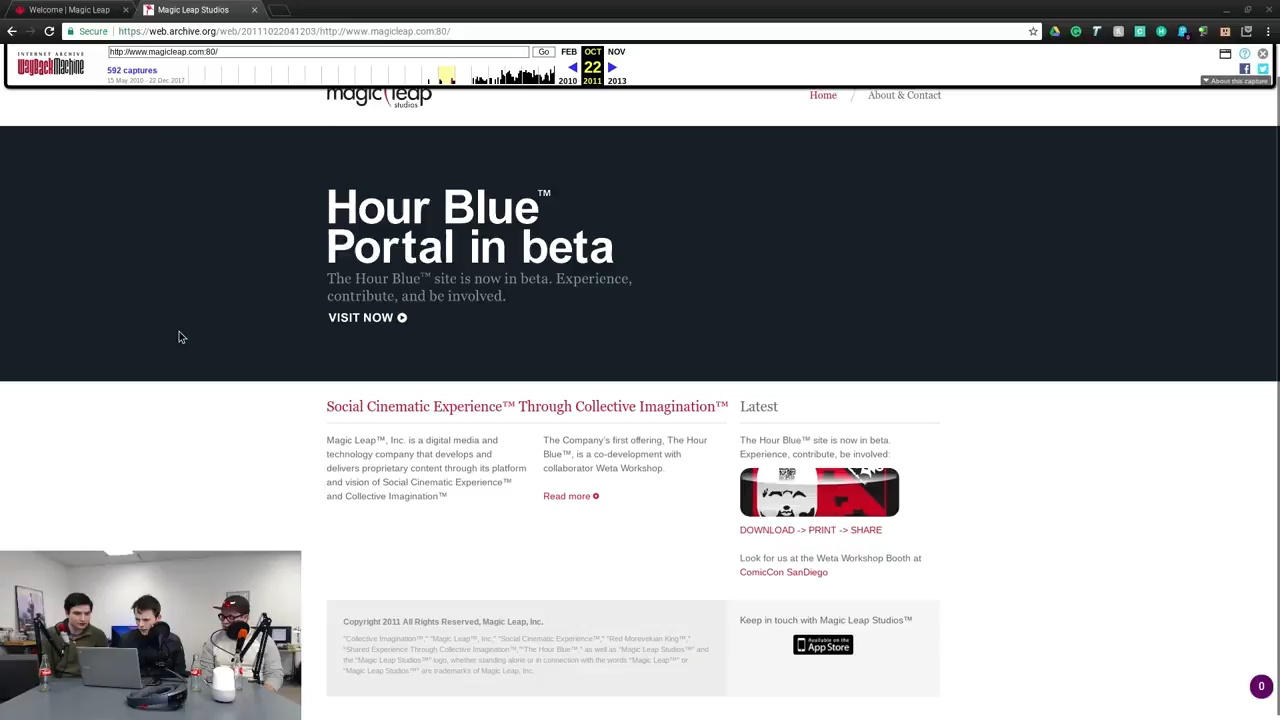 Welcome | Magic Leap
Magic Leap Studios
Secure
https://web.archive.org/web/20111022041203/http://www.magicleap.com:80/
INTERNET ARCHIVE
WayBackMachine
http://www.magicleap.com:80/
Go
FEB OCT NOV
592 captures
22
15 May 2010 - 22 Dec 2017
2010 2011 2013
About this capture
magic leap
studios
Home / About & Contact
Hour Blue™
Portal in beta
The Hour Blue™ site is now in beta. Experience,
contribute, and be involved.
VISIT NOW
Social Cinematic Experience™ Through Collective Imagination™
Magic Leap™, Inc. is a digital media and
technology company that develops and
delivers proprietary content through its platform
and vision of Social Cinematic Experience™
and Collective Imagination™
The Company's first offering, The Hour
Blue™, is a co-development with
collaborator Weta Workshop.
Read more
Latest
The Hour Blue™ site is now in beta.
Experience, contribute, be involved:
DOWNLOAD -> PRINT -> SHARE
Look for us at the Weta Workshop Booth at
ComicCon SanDiego
Copyright 2011 All Rights Reserved, Magic Leap, Inc.
"Collective Imagination™," "Magic Leap™, Inc," "Social Cinematic Experience™," "Red Moreveluan King™,"
"Shared Experience Through Collective Imagination™,""The Hour Blue™," as well as "Magic Leap Studios™" and
the "Magic Leap Studios™" logo, whether standing alone or in connection with the words "Magic Leap™" or
"Magic Leap Studios™" are trademarks of Magic Leap, Inc.
Keep in touch with Magic Leap Studios™
Available on the
App Store
0